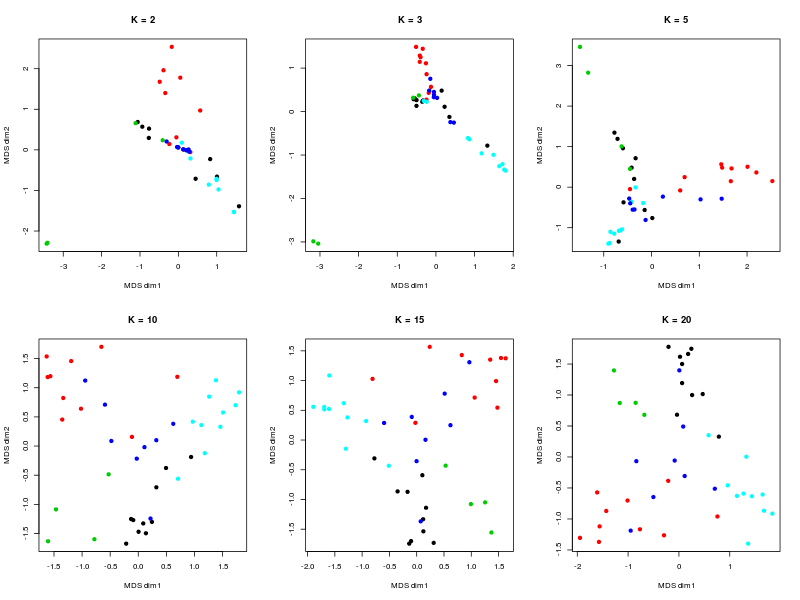 K = 2
K = 3
K = 5
MDS dim2
-2 -1 0 1 2
MDS dim2
-3 -2 -1 0 1
MDS dim2
-1 0 1 2 3
-3 -2 -1 0 1
-3 -2 -1 0 1 2
-1 0 1 2
MDS dim1
MDS dim1
MDS dim1
K = 10
K = 15
K = 20
MDS dim2
-1.5 -1.0 -0.5 0.0 0.5 1.0 1.5
MDS dim2
-1.5 -1.0 -0.5 0.0 0.5 1.0 1.5
MDS dim2
-1.5 -1.0 -0.5 0.0 0.5 1.0 1.5
-1.5 -1.0 -0.5 0.0 0.5 1.0 1.5
-2.0 -1.5 -1.0 -0.5 0.0 0.5 1.0 1.5
-2 -1 0 1
MDS dim1
MDS dim1
MDS dim1